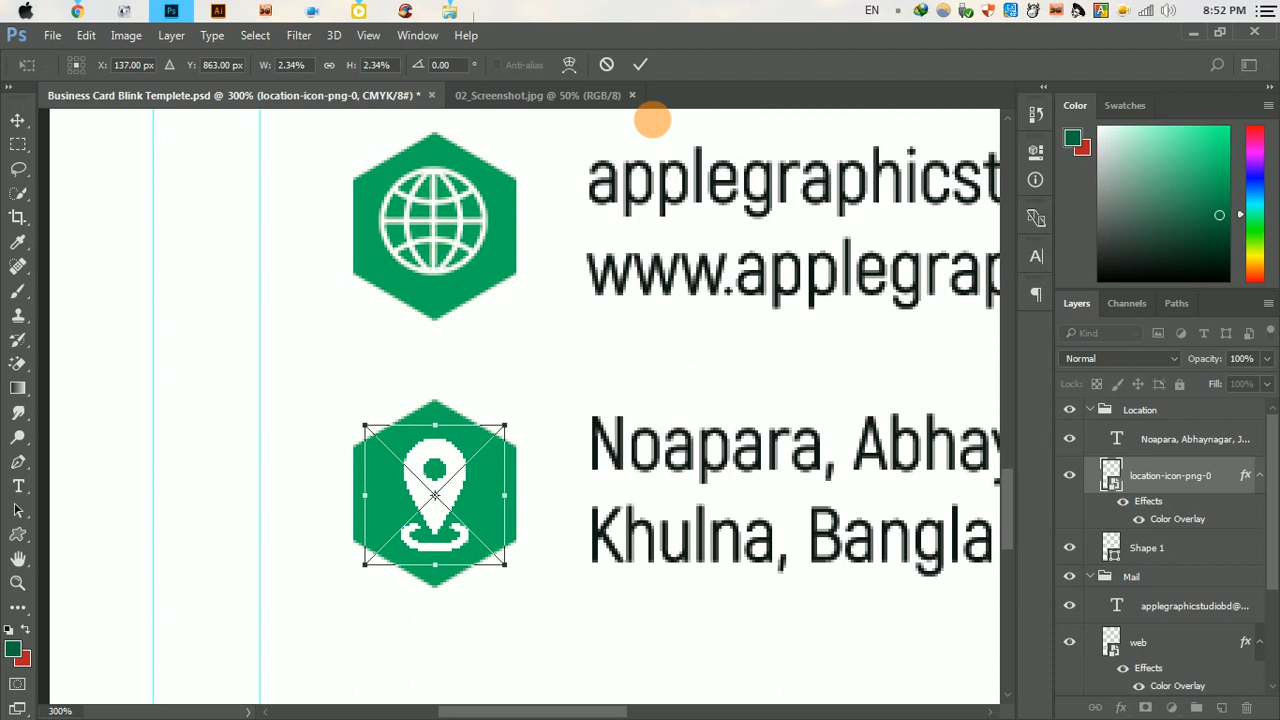 EN
8:52 PM
Ps
File Edit Image Layer Type Select Filter 3D View Window Help
X: 137.00 px Y: 863.00 px W: 2.34% H: 2.34% 0.00 ° Anti-alias
Business Card Blink Templete.psd @ 300% (location-icon-png-0, CMYK/8#) * ×
02_Screenshot.jpg @ 50% (RGB/8) ×
Color Swatches
applegraphicst
www.applegrap
Noapara, Abhay
Khulna, Bangla
Layers Channels Paths
Kind
Normal Opacity: 100%
Lock: Fill: 100%
Location
Noapara, Abhaynagar, J...
location-icon-png-0 fx
Effects
Color Overlay
Shape 1
Mail
applegraphicstudiobd@...
web fx
Effects
Color Overlay
300%